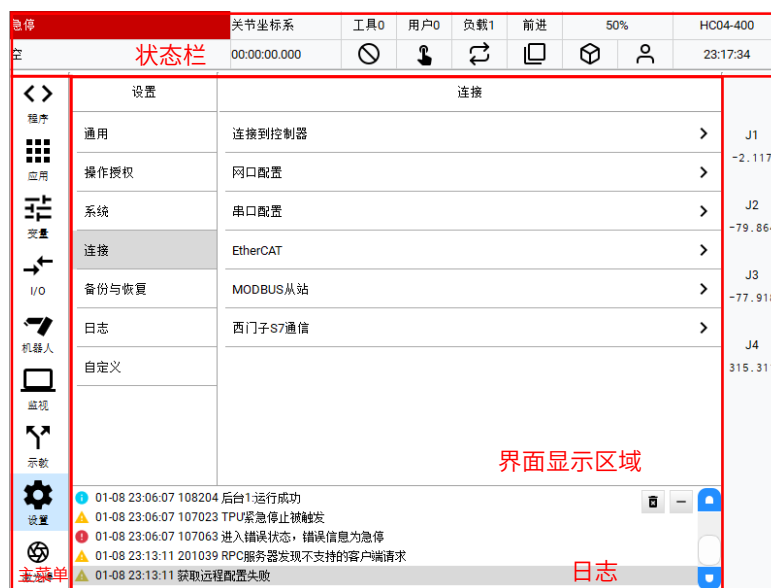 急停 关节坐标系 工具0 用户0 负载1 前进 50% HC04-400
空 状态栏 00:00:00.000 23:17:34
设置 连接
程序
应用
变量
I/O
机器人
监视
示教
设置
主菜单
通用
操作授权
系统
连接
备份与恢复
日志
自定义
连接到控制器
网口配置
串口配置
EtherCAT
MODBUS从站
西门子S7通信
J1
-2.117
J2
-79.864
J3
-77.918
J4
315.311
界面显示区域
01-08 23:06:07 108204 后台1:运行成功
01-08 23:06:07 107023 TPU紧急停止被触发
01-08 23:06:07 107063 进入错误状态，错误信息为急停
01-08 23:13:11 201039 RPC服务器发现不支持的客户端请求
01-08 23:13:11 获取远程配置失败
日志